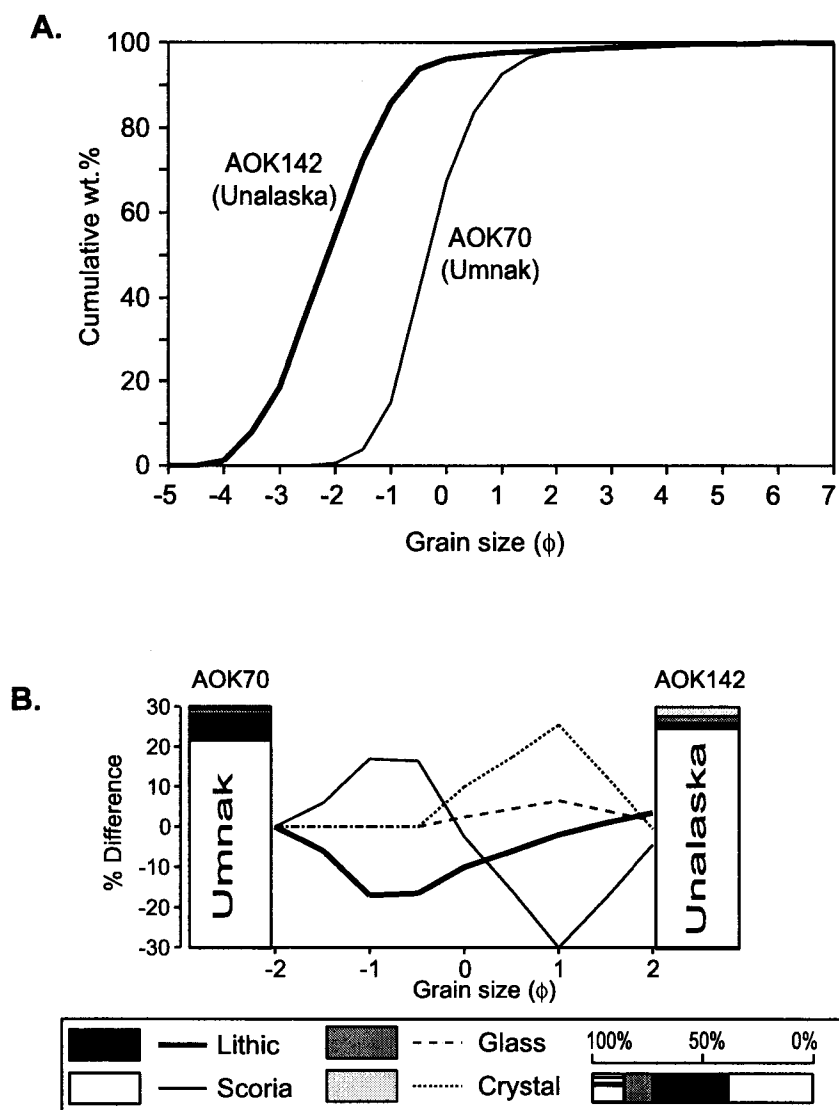 A.
100
80
60
40
20
0
Cumulative wt.%
AOK142
(Unalaska)
AOK70
(Umnak)
-5 -4 -3 -2 -1 0 1 2 3 4 5 6 7
Grain size (ϕ)
B.
AOK70
AOK142
30
20
10
0
-10
-20
-30
% Difference
Umnak
Unalaska
-2 -1 0 1 2
Grain size (ϕ)
Lithic
Glass
100% 50% 0%
Scoria
Crystal